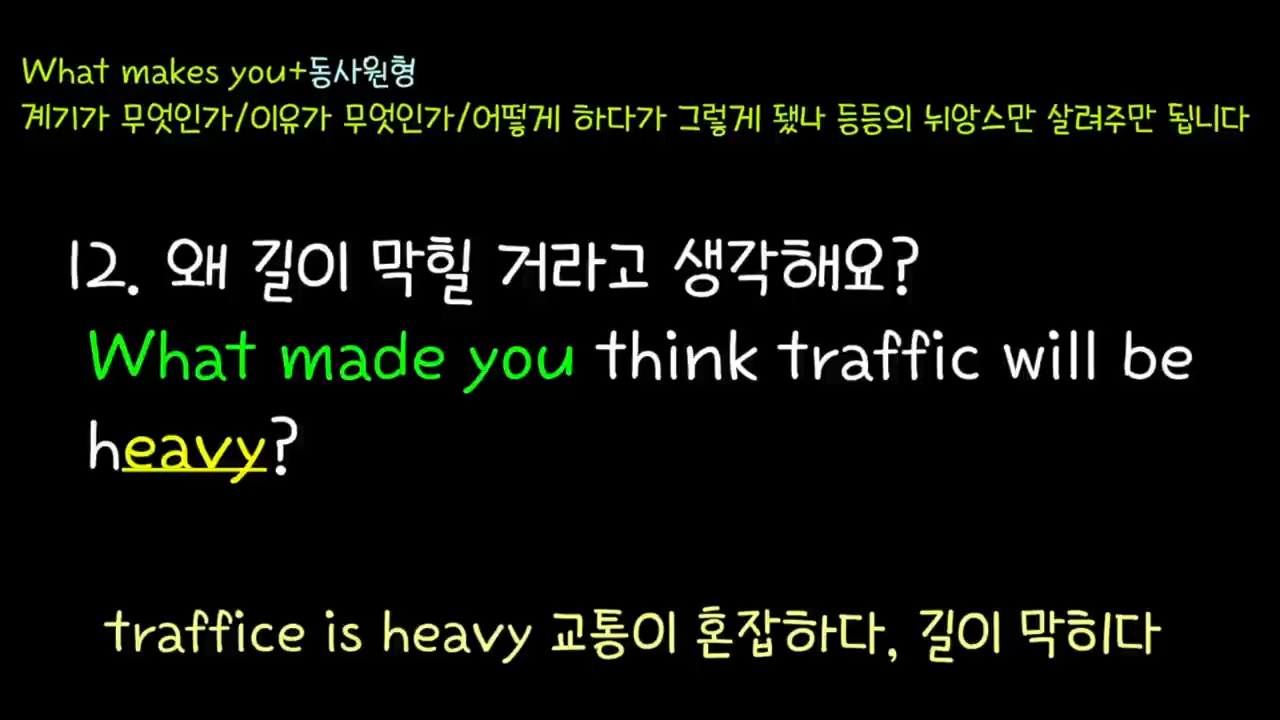 What makes you+동사원형
계기가 무엇인가/이유가 무엇인가/어떻게 하다가 그렇게 됐나 등등의 뉘앙스만 살려주만 됩니다
12. 왜 길이 막힐 거라고 생각해요?
What made you think traffic will be
heavy?
traffice is heavy 교통이 혼잡하다, 길이 막히다